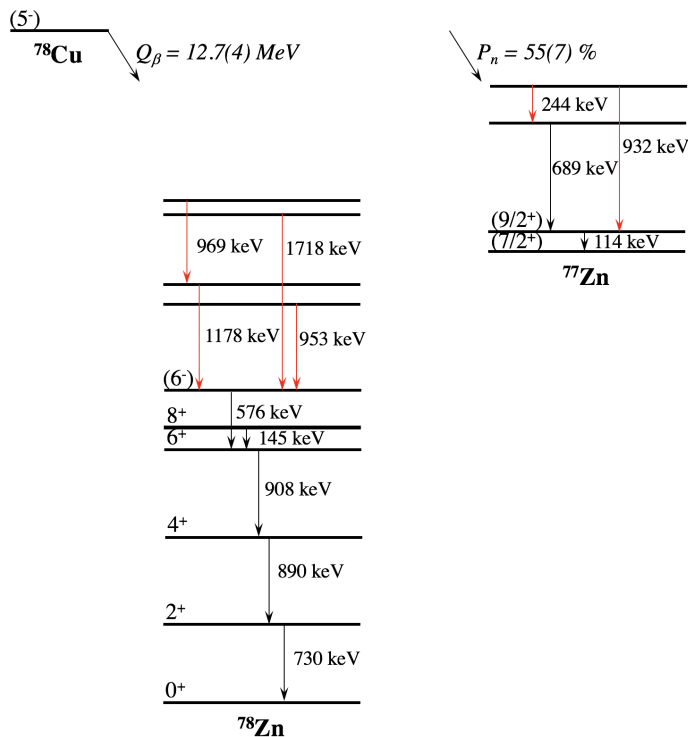 (5⁻)
⁷⁸Cu
Qβ = 12.7(4) MeV
Pn = 55(7) %
244 keV
932 keV
689 keV
(9/2⁺)
(7/2⁺)
114 keV
⁷⁷Zn
969 keV
1718 keV
1178 keV
953 keV
(6⁻)
576 keV
8⁺
6⁺
145 keV
908 keV
4⁺
890 keV
2⁺
730 keV
0⁺
⁷⁸Zn